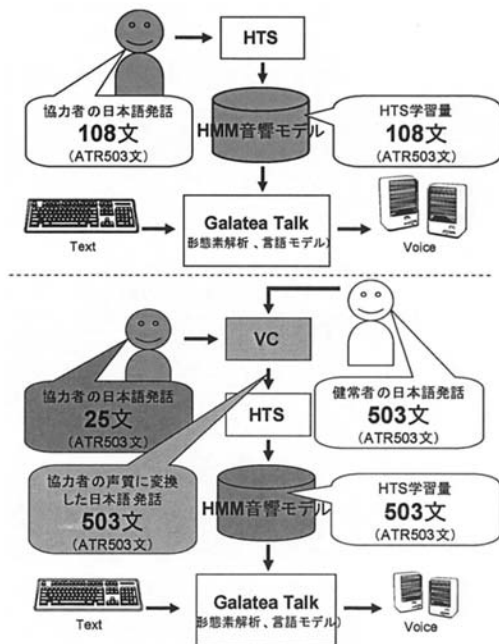 HTS
協力者の日本語発話
108文
(ATR503文)
HMM音響モデル
HTS学習量
108文
(ATR503文)
Galatea Talk
形態素解析、言語モデル)
Text
Voice
VC
協力者の日本語発話
25文
(ATR503文)
健常者の日本語発話
503文
(ATR503文)
HTS
協力者の声質に変換
した日本語発話
503文
(ATR503文)
HMM音響モデル
HTS学習量
503文
(ATR503文)
Galatea Talk
形態素解析、言語モデル)
Text
Voice